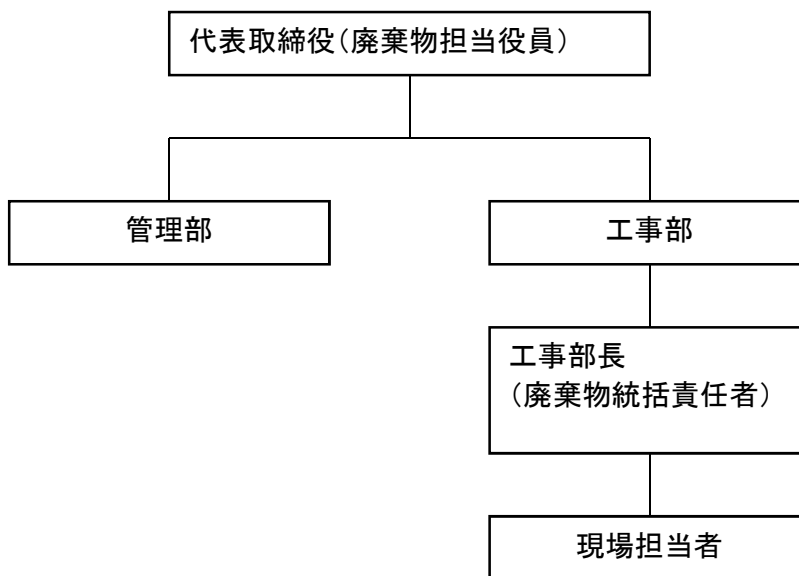 代表取締役（廃棄物担当役員）
管理部
工事部
工事部長
（廃棄物統括責任者）
現場担当者